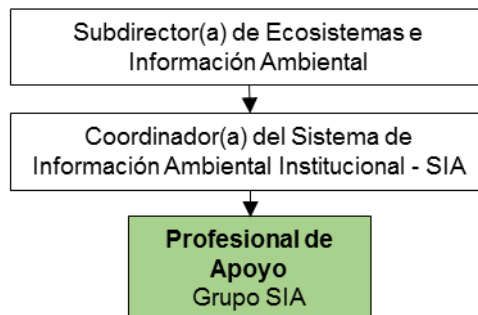 Subdirector(a) de Ecosistemas e
Información Ambiental
Coordinador(a) del Sistema de
Información Ambiental Institucional - SIA
Profesional de
Apoyo
Grupo SIA